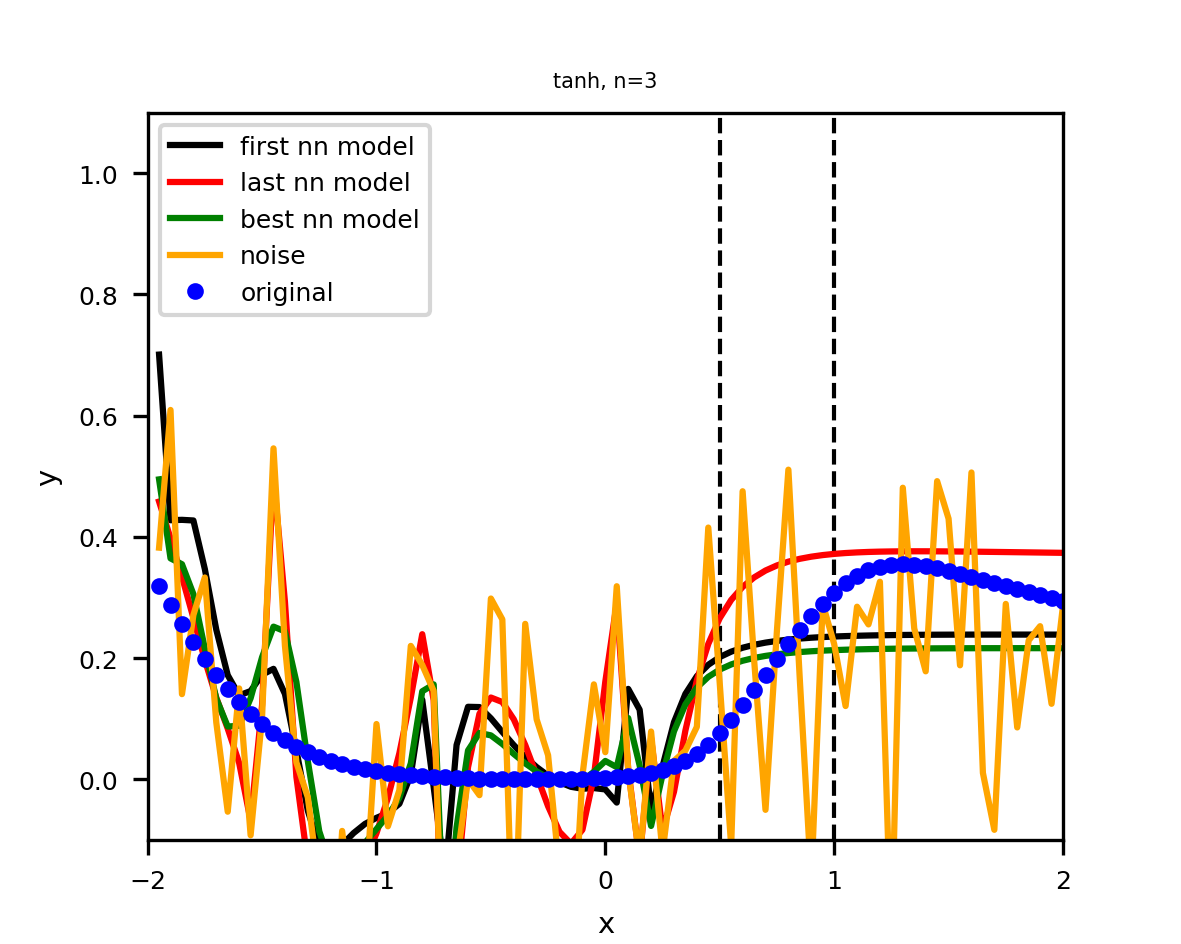 tanh, n=3
first nn model
last nn model
best nn model
noise
original
1.0
0.8
0.6
0.4
0.2
0.0
y
−2
−1
0
1
2
x